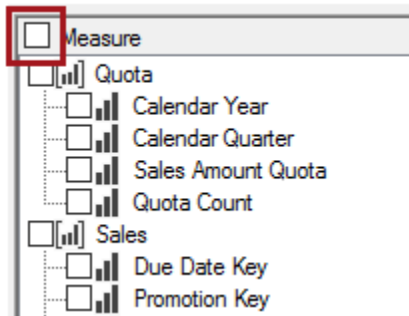 Measure
Quota
Calendar Year
Calendar Quarter
Sales Amount Quota
Quota Count
Sales
Due Date Key
Promotion Key